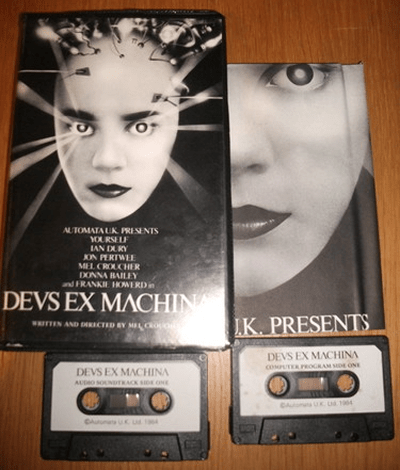 AUTOMATA U.K. PRESENTS
YOURSELF
IAN DURY
JON PERTWEE
MEL CROUCHER
DONNA BAILEY
and FRANKIE HOWERD in
DEVS EX MACHINA
WRITTEN AND DIRECTED BY MEL CROUCHER
U.K. PRESENTS
DEVS EX MACHINA
AUDIO SOUNDTRACK SIDE ONE
©Automata U.K. Ltd. 1984
DEVS EX MACHINA
COMPUTER PROGRAM SIDE ONE
©Automata U.K. Ltd. 1984